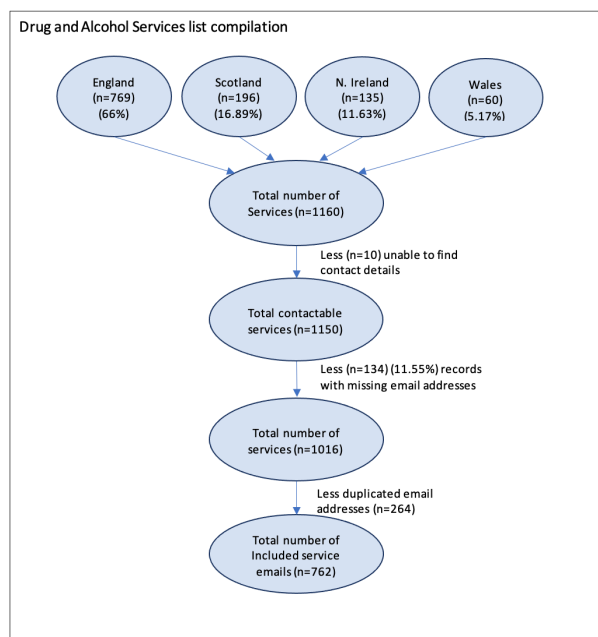 Drug and Alcohol Services list compilation
England
(n=769)
(66%)
Scotland
(n=196)
(16.89%)
N. Ireland
(n=135)
(11.63%)
Wales
(n=60)
(5.17%)
Total number of
Services (n=1160)
Less (n=10) unable to find
contact details
Total contactable
services (n=1150)
Less (n=134) (11.55%) records
with missing email addresses
Total number of
services (n=1016)
Less duplicated email
addresses (n=264)
Total number of
Included service
emails (n=762)